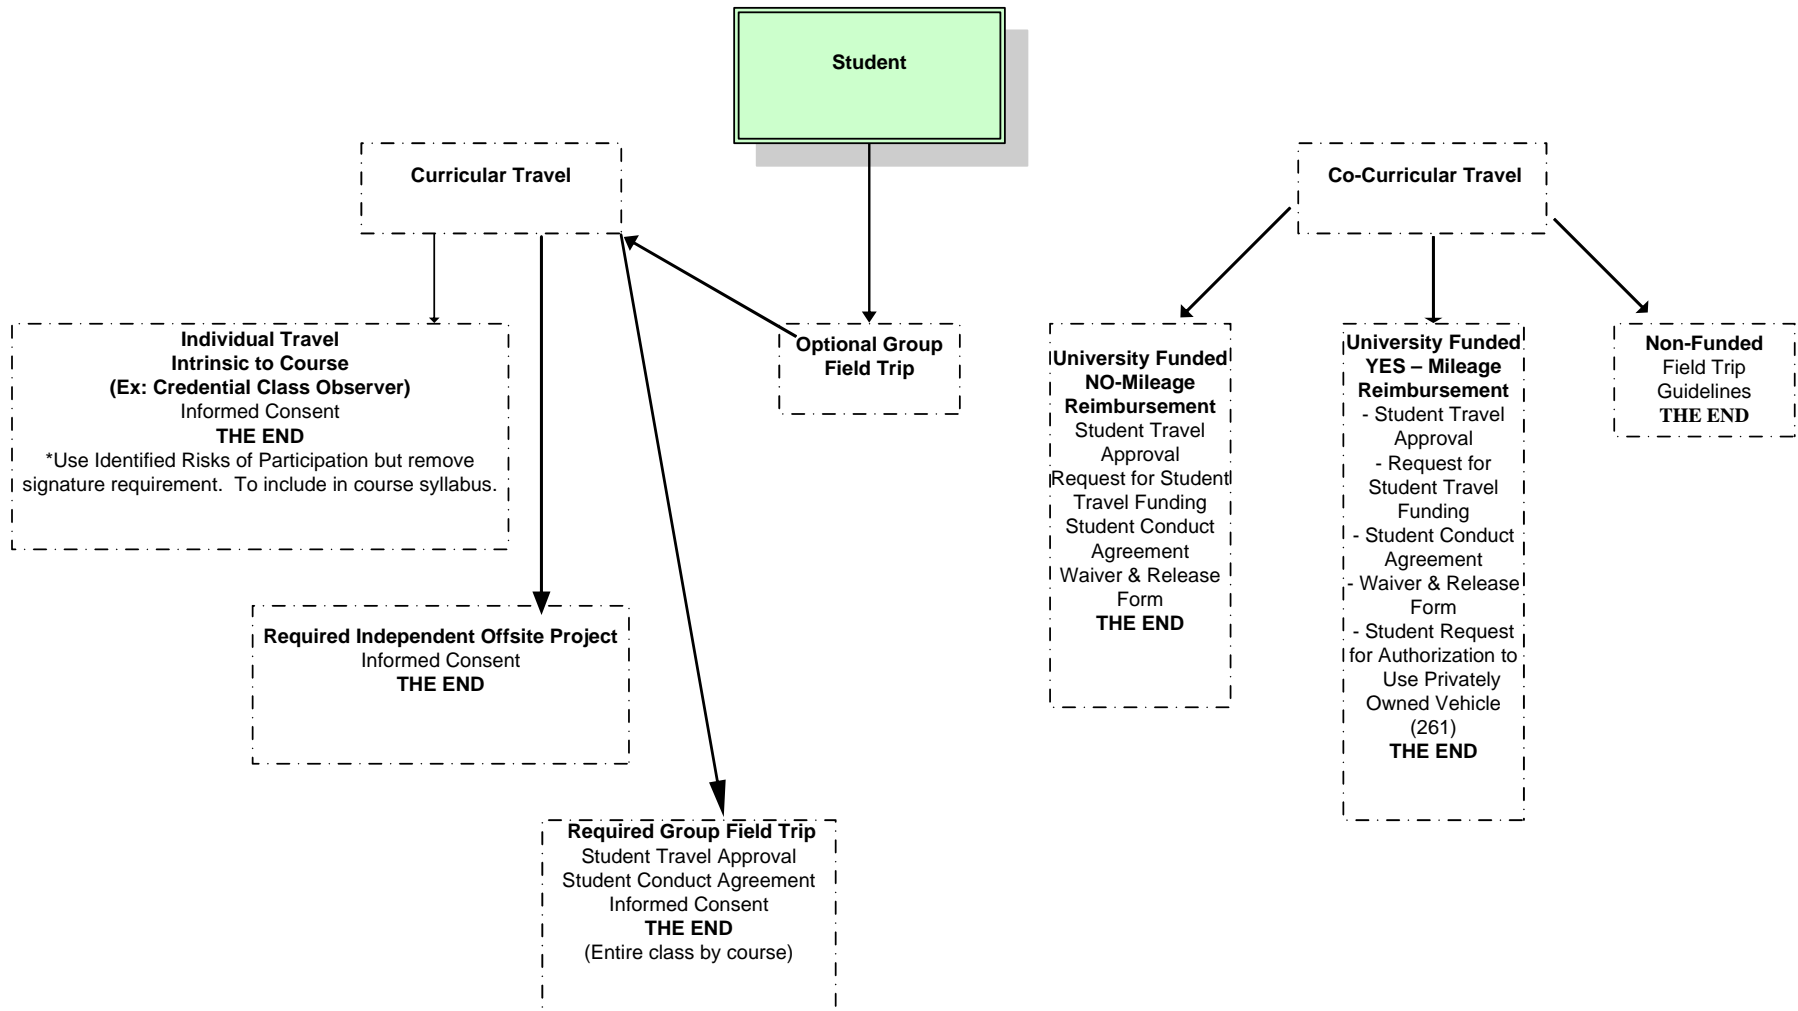 Student
Curricular Travel
Co-Curricular Travel
Individual Travel
Intrinsic to Course
(Ex: Credential Class Observer)
Informed Consent
THE END
*Use Identified Risks of Participation but remove
signature requirement.  To include in course syllabus.
Optional Group
Field Trip
University Funded
NO-Mileage
Reimbursement
Student Travel
Approval
Request for Student
Travel Funding
Student Conduct
Agreement
Waiver & Release
Form
THE END
University Funded
YES – Mileage
Reimbursement
- Student Travel
Approval
- Request for
Student Travel
Funding
- Student Conduct
Agreement
- Waiver & Release
Form
- Student Request
for Authorization to
Use Privately
Owned Vehicle
(261)
THE END
Non-Funded
Field Trip
Guidelines
THE END
Required Independent Offsite Project
Informed Consent
THE END
Required Group Field Trip
Student Travel Approval
Student Conduct Agreement
Informed Consent
THE END
(Entire class by course)